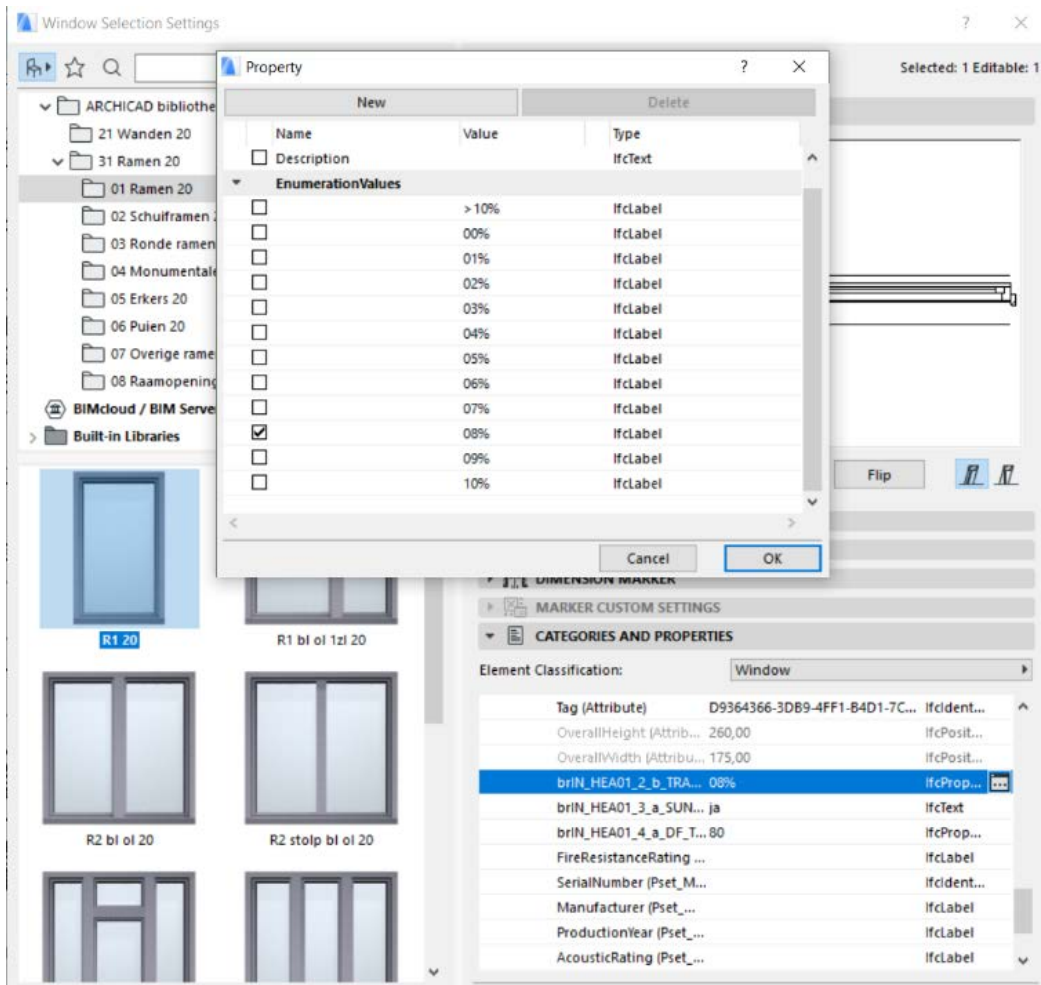 Window Selection Settings
Selected: 1 Editable: 1
Property
New
Delete
Name Value Type
Description IfcText
EnumerationValues
>10% IfcLabel
00% IfcLabel
01% IfcLabel
02% IfcLabel
03% IfcLabel
04% IfcLabel
05% IfcLabel
06% IfcLabel
07% IfcLabel
08% IfcLabel
09% IfcLabel
10% IfcLabel
Cancel
OK
ARCHICAD bibliothe
21 Wanden 20
31 Ramen 20
01 Ramen 20
02 Schuiframen
03 Ronde ramen
04 Monumentale
05 Erkers 20
06 Puien 20
07 Overige rame
08 Raamopening
BIMcloud / BIM Serve
Built-in Libraries
R1 20
R1 bl ol 1zl 20
R2 bl ol 20
R2 stolp bl ol 20
Flip
DIMENSION MARKER
MARKER CUSTOM SETTINGS
CATEGORIES AND PROPERTIES
Element Classification: Window
Tag (Attribute) D9364366-3DB9-4FF1-B4D1-7C... IfcIdent...
OverallHeight (Attrib... 260,00 IfcPosit...
OverallWidth (Attribu... 175,00 IfcPosit...
brIN_HEA01_2_b_TRA... 08% IfcProp...
brIN_HEA01_3_a_SUN... ja IfcText
brIN_HEA01_4_a_DF_T... 80 IfcProp...
FireResistanceRating ... IfcLabel
SerialNumber (Pset_M... IfcIdent...
Manufacturer (Pset_... IfcLabel
ProductionYear (Pset_... IfcLabel
AcousticRating (Pset_... IfcLabel